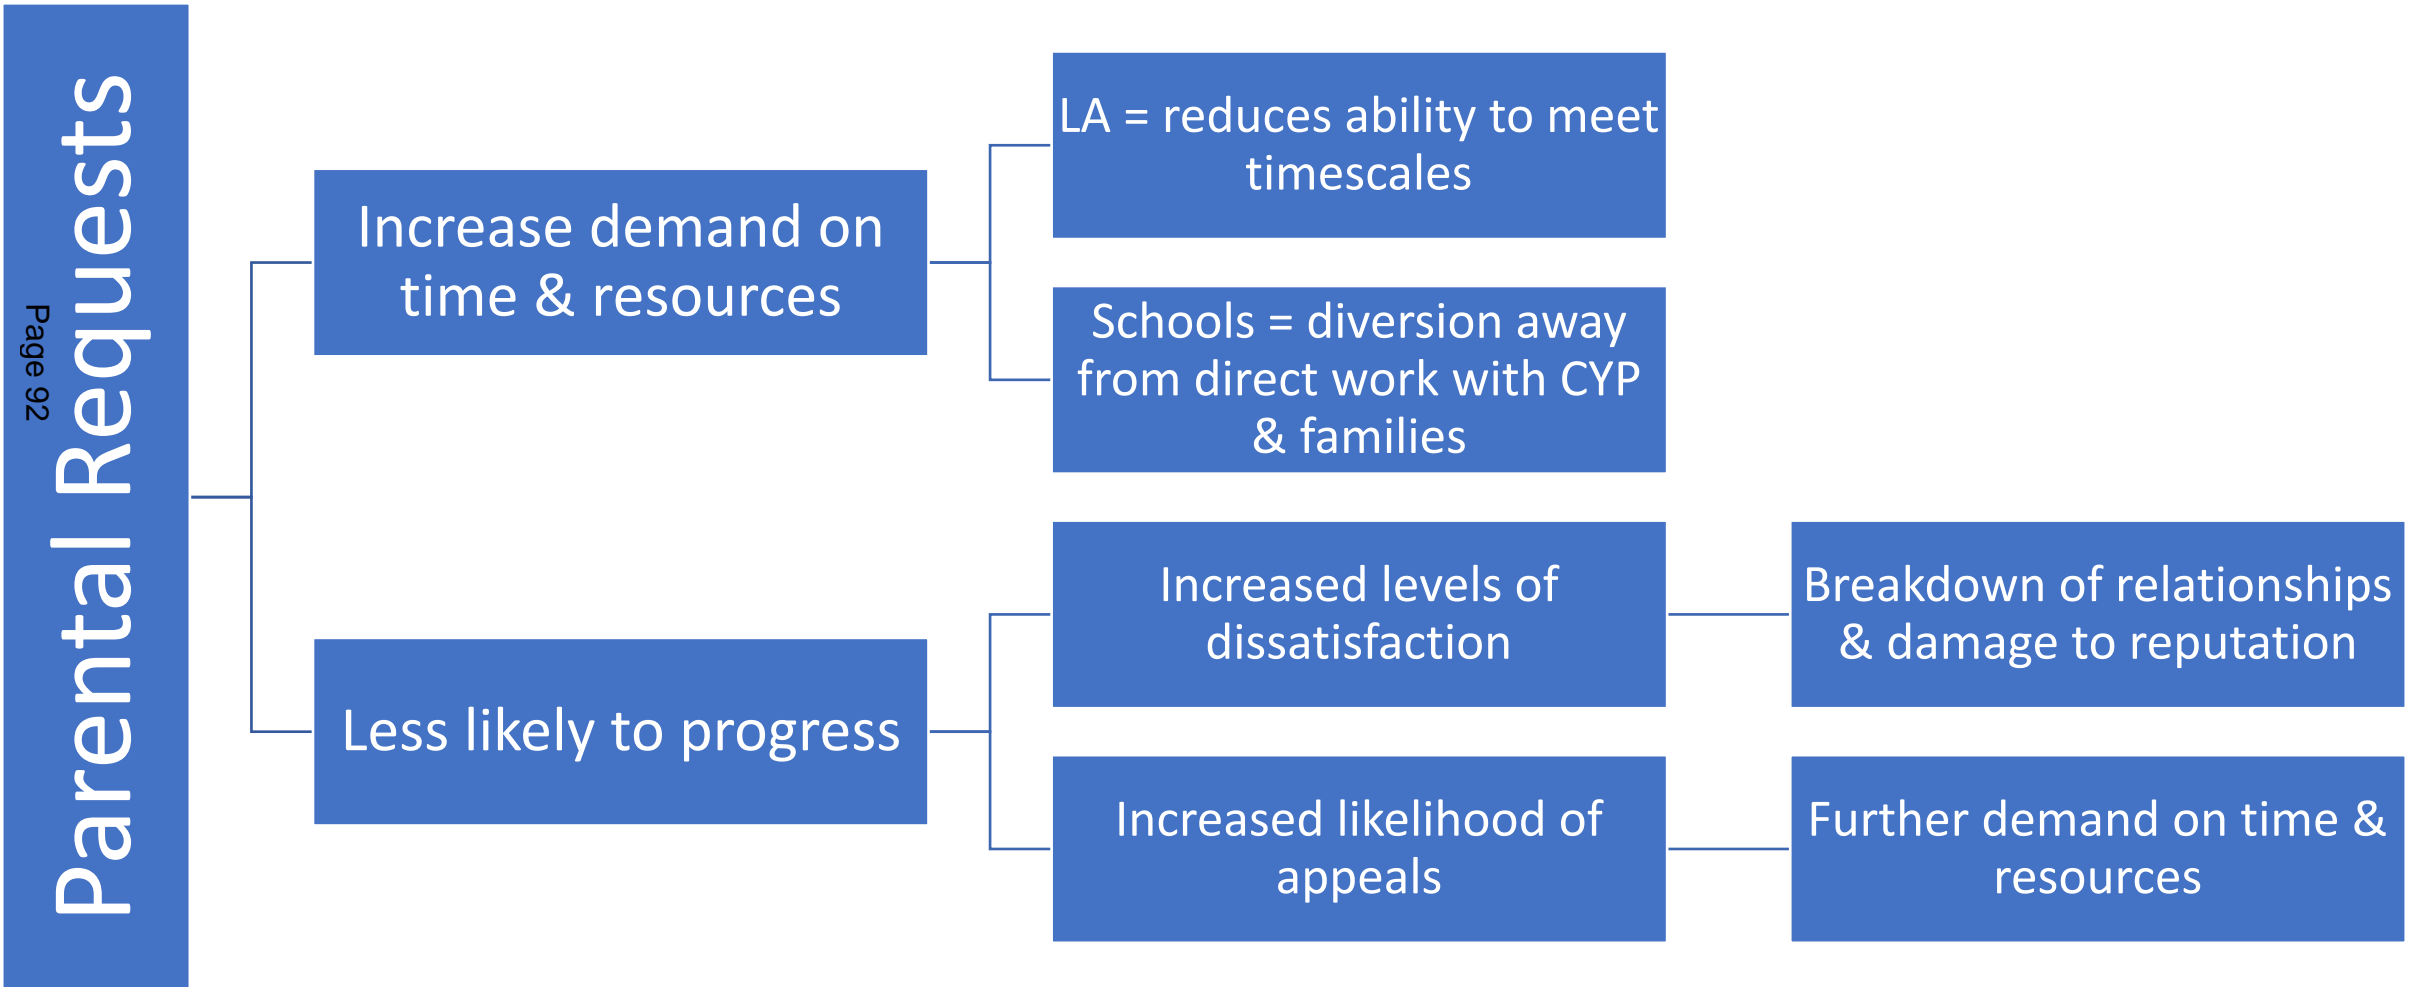 Parental Requests
Page 92
Increase demand on
time & resources
LA = reduces ability to meet
timescales
Schools = diversion away
from direct work with CYP
& families
Less likely to progress
Increased levels of
dissatisfaction
Breakdown of relationships
& damage to reputation
Increased likelihood of
appeals
Further demand on time &
resources